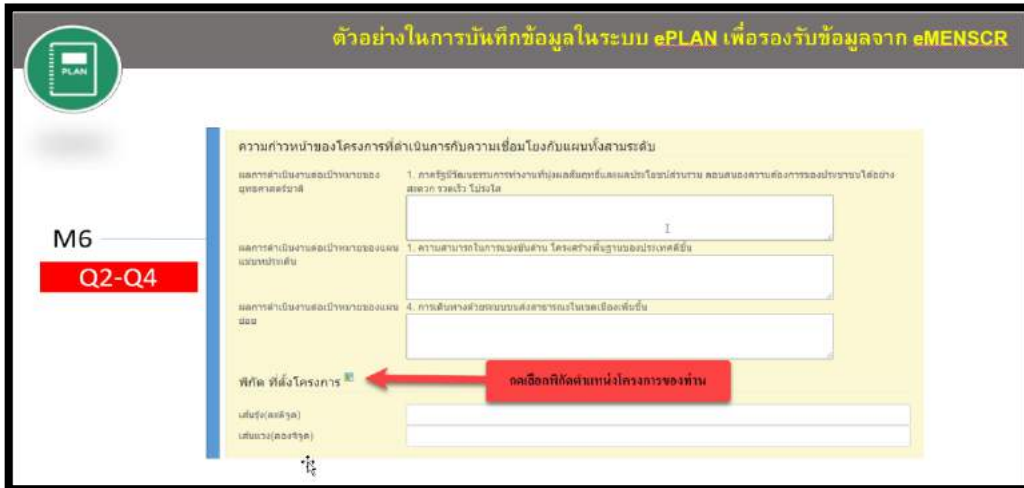 ตัวอย่างในการบันทึกข้อมูลในระบบ ePLAN เพื่อรองรับข้อมูลจาก eMENSCR
PLAN
ความก้าวหน้าของโครงการที่ดำเนินการกับความเชื่อมโยงกับแผนทั้งสามระดับ
ผลการดำเนินงานต่อเป้าหมายของ
ยุทธศาสตร์ชาติ
1. ภาครัฐมีวัฒนธรรมการทำงานที่มุ่งผลสัมฤทธิ์และผลประโยชน์ส่วนรวม ตอบสนองความต้องการของประชาชนได้อย่าง
สะดวก รวดเร็ว โปร่งใส
M6
Q2-Q4
ผลการดำเนินงานต่อเป้าหมายของแผน
แม่บทประเด็น
1. ความสามารถในการแข่งขันด้าน โครงสร้างพื้นฐานของประเทศดีขึ้น
ผลการดำเนินงานต่อเป้าหมายของแผน
ย่อย
4. การเดินทางด้วยระบบขนส่งสาธารณะในเขตเมืองเพิ่มขึ้น
พิกัด ที่ตั้งโครงการ
กดเลือกพิกัดตำแหน่งโครงการของท่าน
เส้นรุ้ง(ละติจูด)
เส้นแวง(ลองจิจูด)